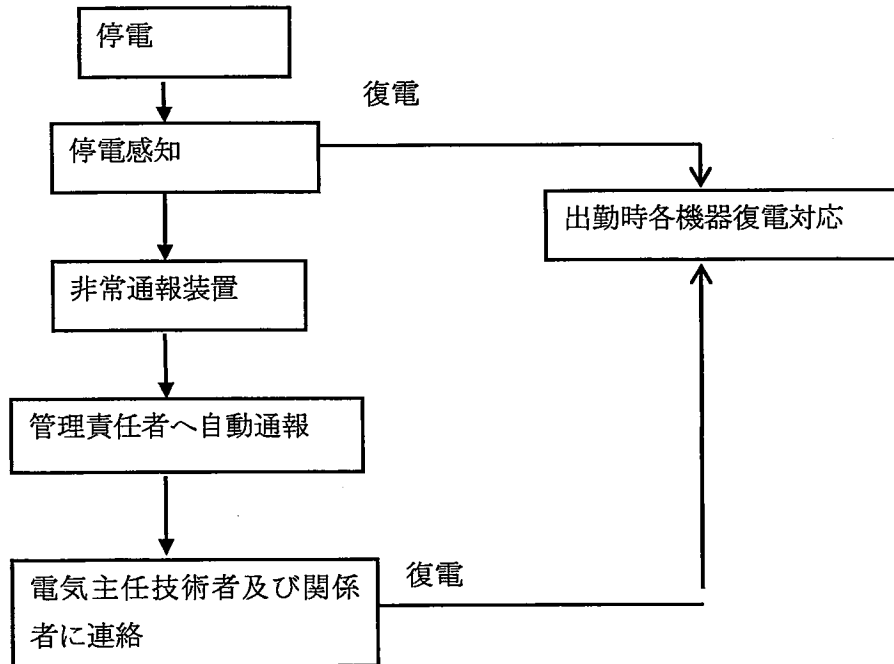 停電
復電
停電感知
出勤時各機器復電対応
非常通報装置
管理責任者へ自動通報
電気主任技術者及び関係
者に連絡
復電